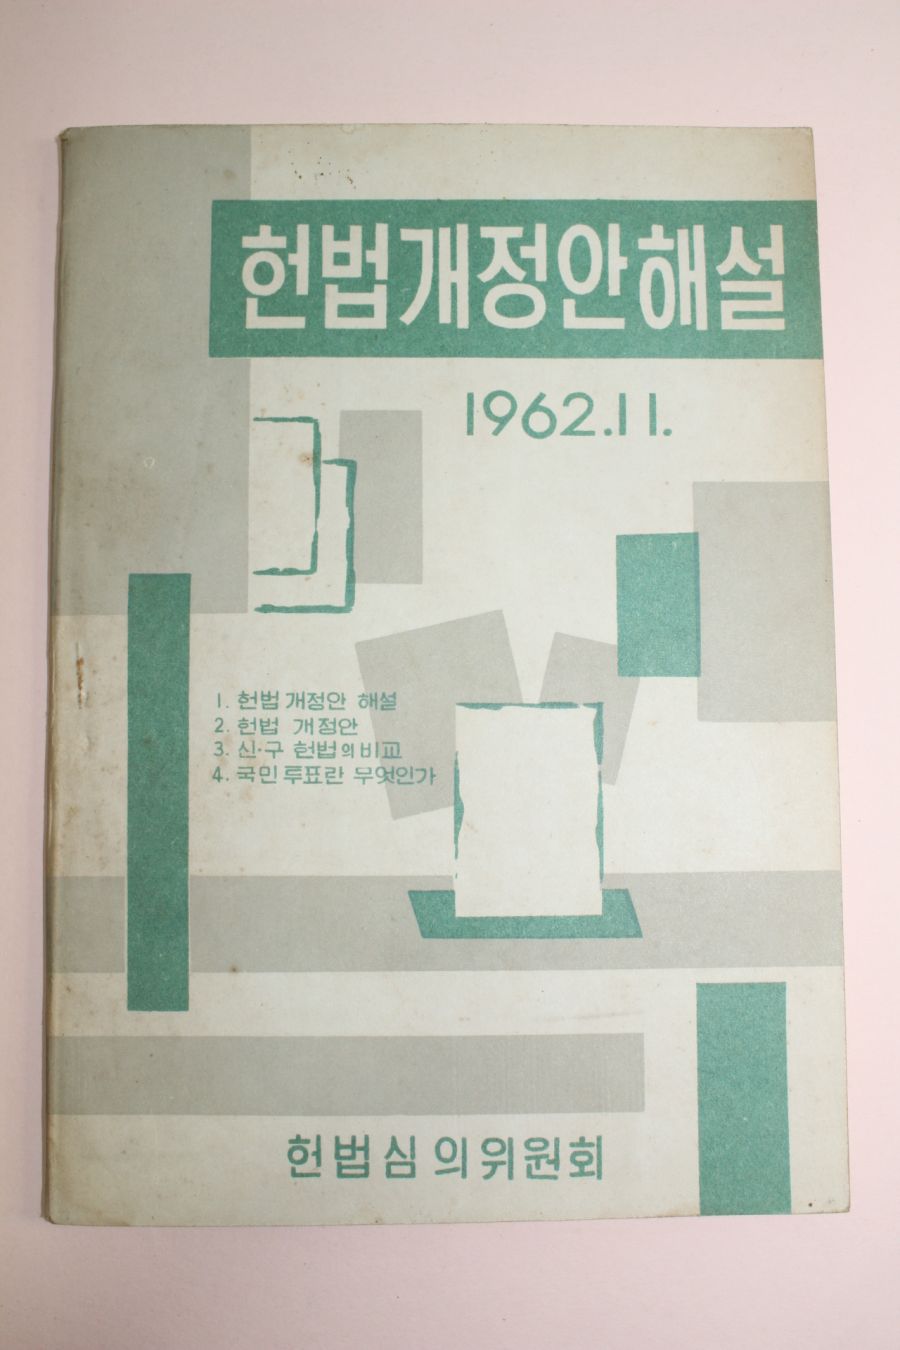 헌법개정안해설
1962.11.
1. 헌법개정안 해설
2. 헌법 개정안
3. 신·구 헌법의비교
4. 국민투표란 무엇인가
헌법심의위원회